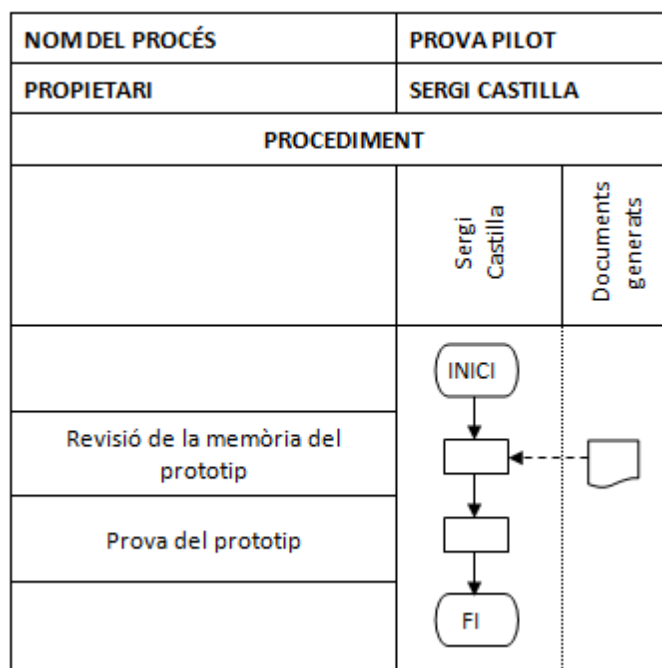 NOM DEL PROCÉS
PROVA PILOT
PROPIETARI
SERGI CASTILLA
PROCEDIMENT
Sergi
Castilla
Documents
generats
INICI
Revisió de la memòria del
prototip
Prova del prototip
FI